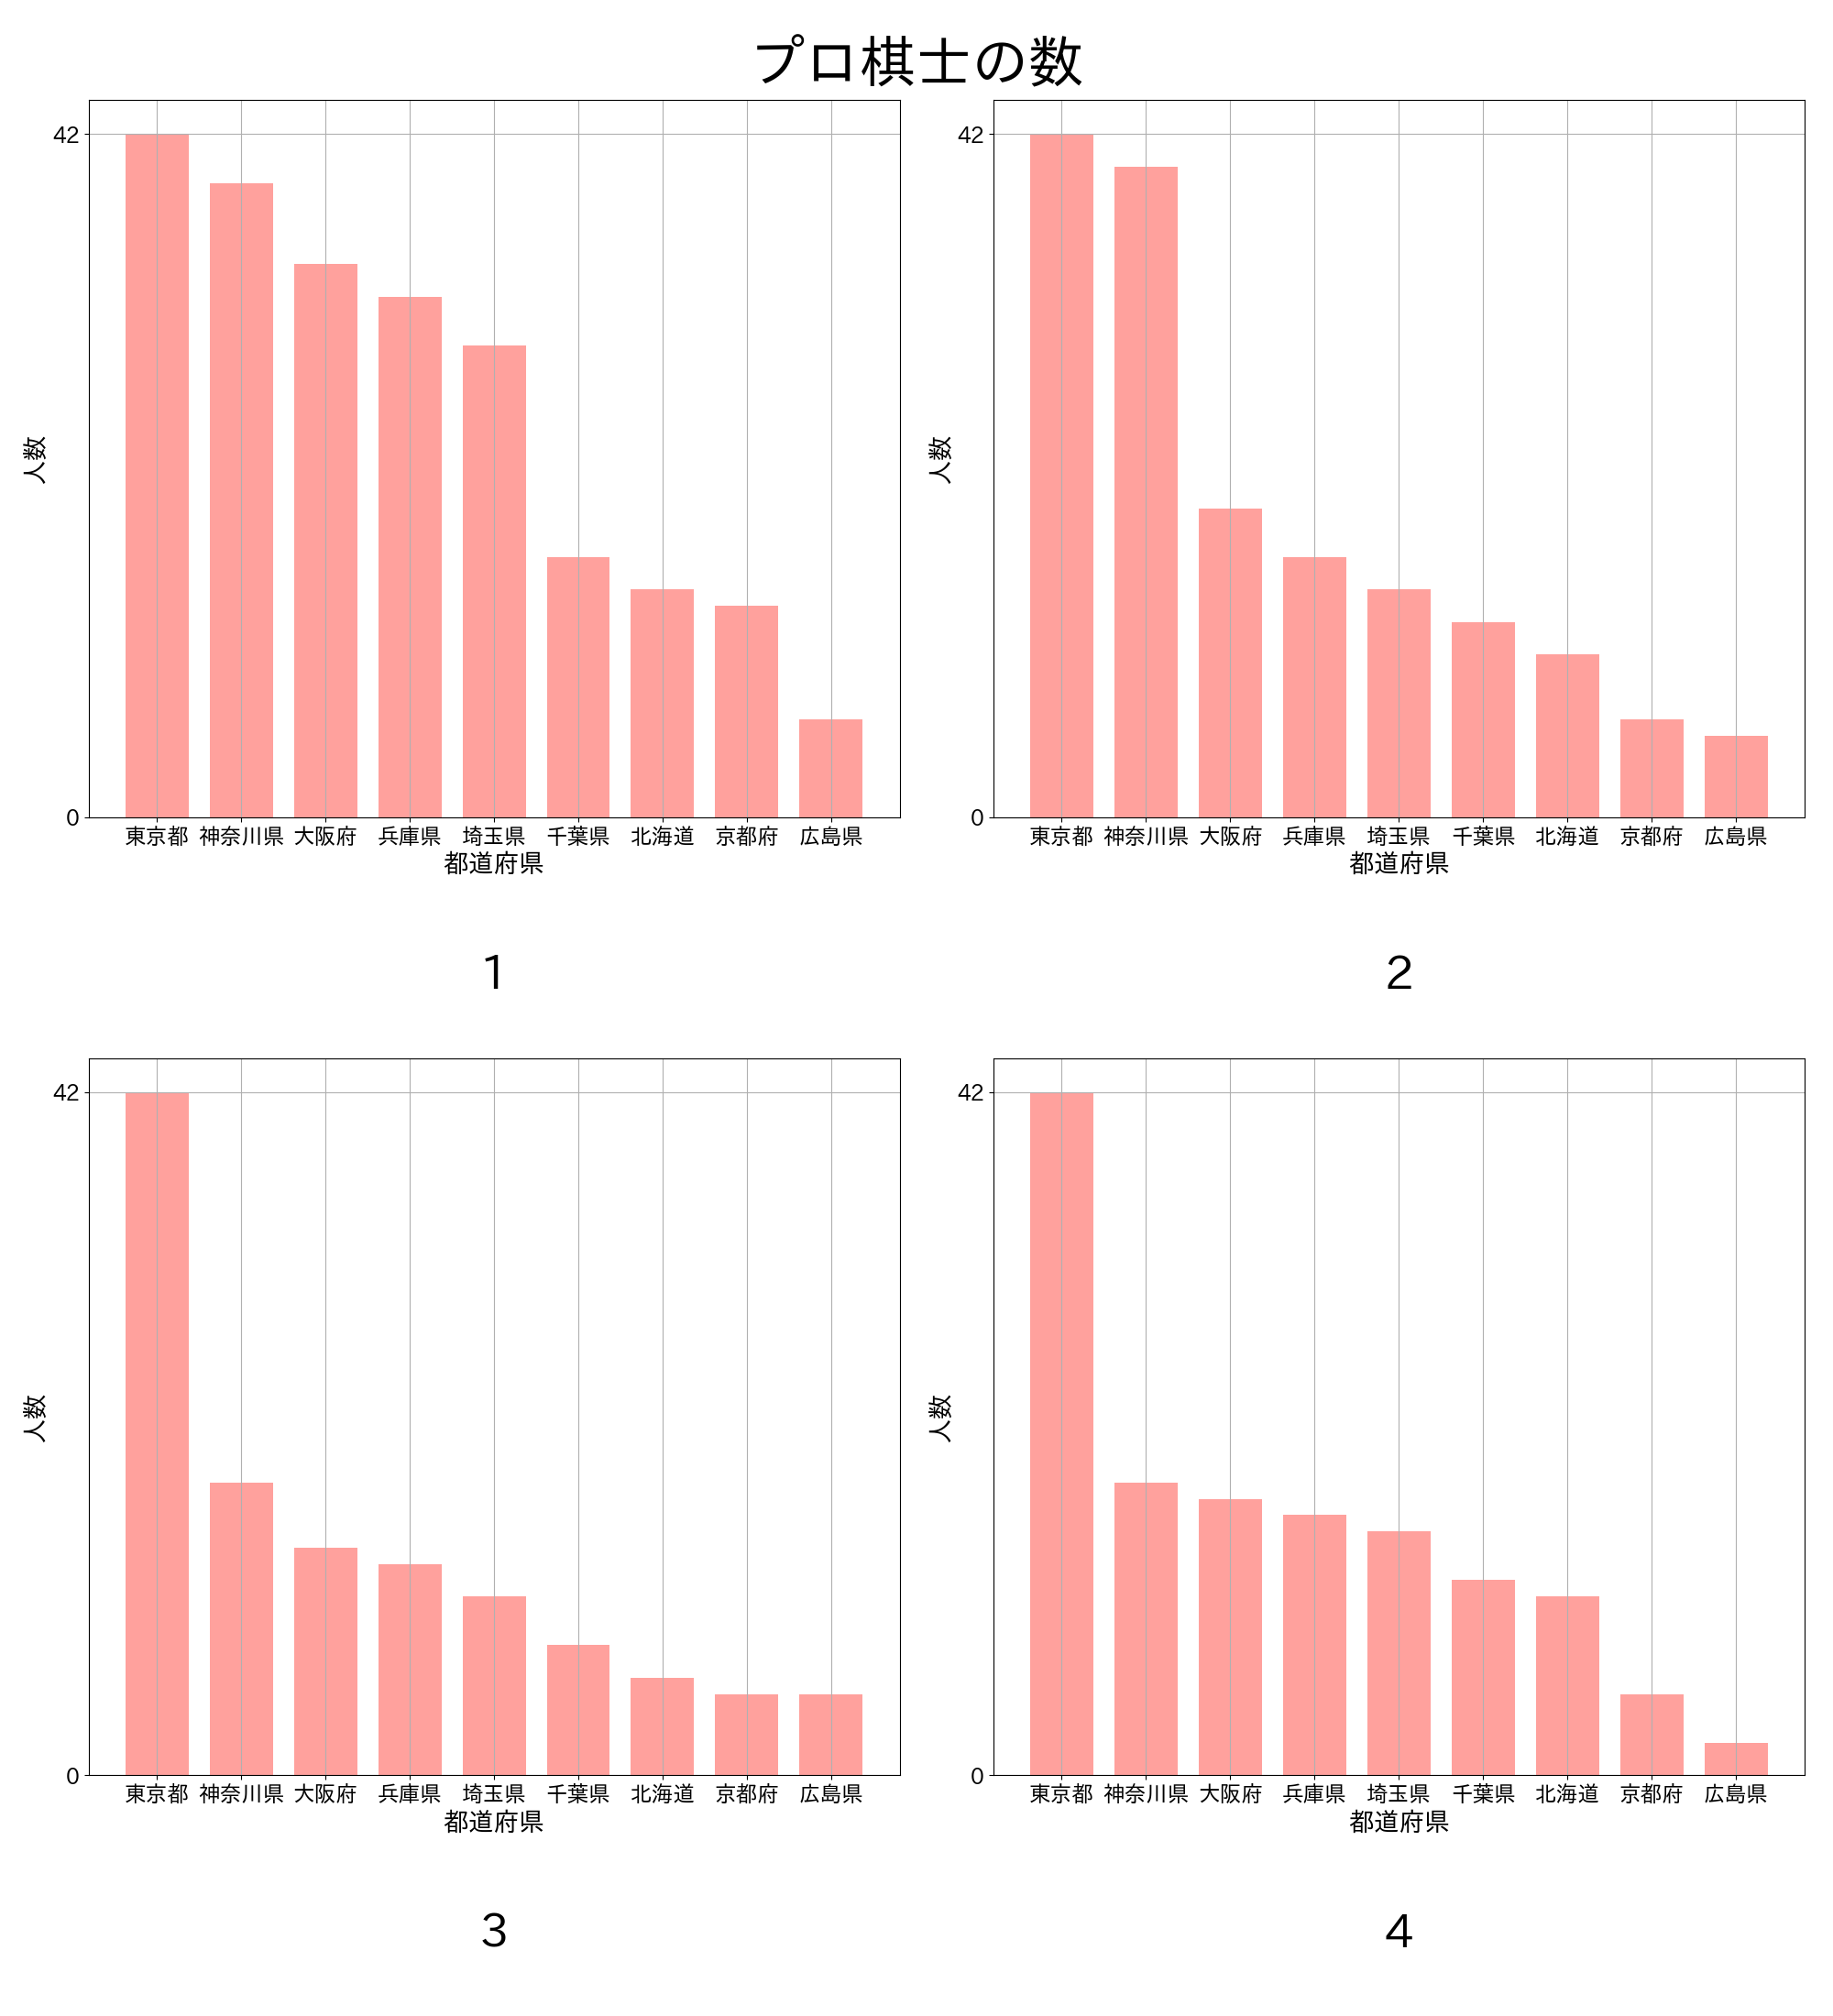 プロ棋士の数
42
0
人数
東京都 神奈川県 大阪府 兵庫県 埼玉県 千葉県 北海道 京都府 広島県
都道府県
1
42
0
人数
東京都 神奈川県 大阪府 兵庫県 埼玉県 千葉県 北海道 京都府 広島県
都道府県
2
42
0
人数
東京都 神奈川県 大阪府 兵庫県 埼玉県 千葉県 北海道 京都府 広島県
都道府県
3
42
0
人数
東京都 神奈川県 大阪府 兵庫県 埼玉県 千葉県 北海道 京都府 広島県
都道府県
4